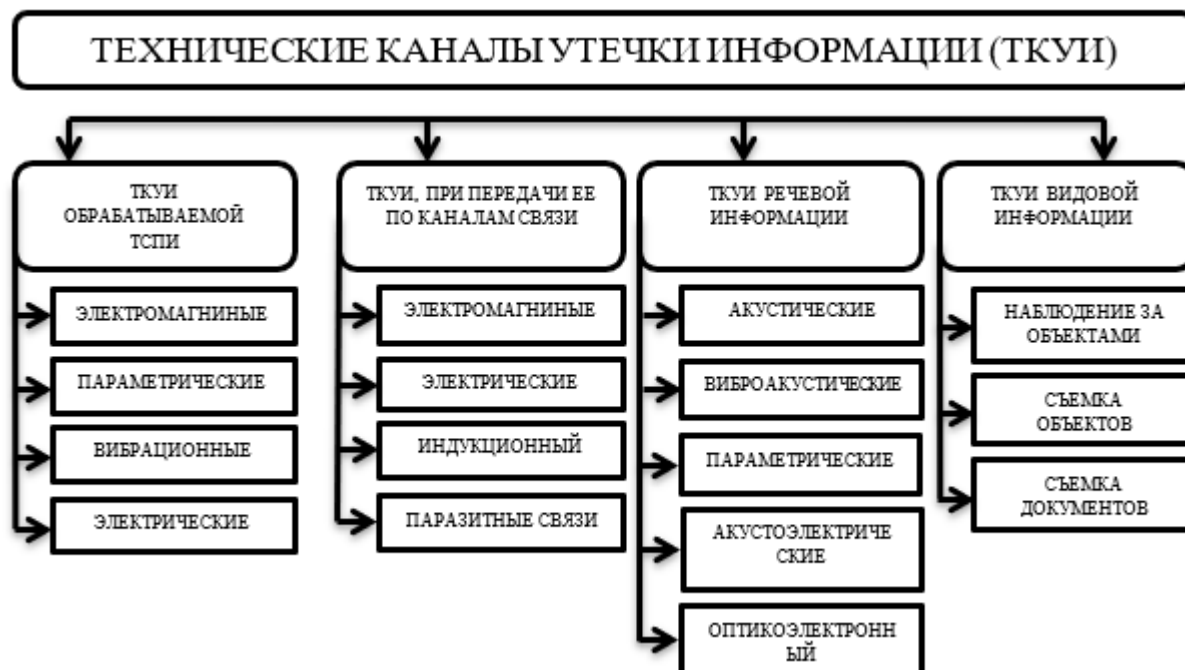 ТЕХНИЧЕСКИЕ КАНАЛЫ УТЕЧКИ ИНФОРМАЦИИ (ТКУИ)
ТКУИ
ОБРАБАТЫВАЕМОЙ
ТСПИ
ЭЛЕКТРОМАГНИНЫЕ
ПАРАМЕТРИЧЕСКИЕ
ВИБРАЦИОННЫЕ
ЭЛЕКТРИЧЕСКИЕ
ТКУИ, ПРИ ПЕРЕДАЧИ ЕЕ
ПО КАНАЛАМ СВЯЗИ
ЭЛЕКТРОМАГНИНЫЕ
ЭЛЕКТРИЧЕСКИЕ
ИНДУКЦИОННЫЙ
ПАРАЗИТНЫЕ СВЯЗИ
ТКУИ РЕЧЕВОЙ
ИНФОРМАЦИИ
АКУСТИЧЕСКИЕ
ВИБРОАКУСТИЧЕСКИЕ
ПАРАМЕТРИЧЕСКИЕ
АКУСТОЭЛЕКТРИЧЕ
СКИЕ
ОПТИКОЭЛЕКТРОНН
ЫЙ
ТКУИ ВИДОВОЙ
ИНФОРМАЦИИ
НАБЛЮДЕНИЕ ЗА
ОБЪЕКТАМИ
СЪЕМКА
ОБЪЕКТОВ
СЪЕМКА
ДОКУМЕНТОВ